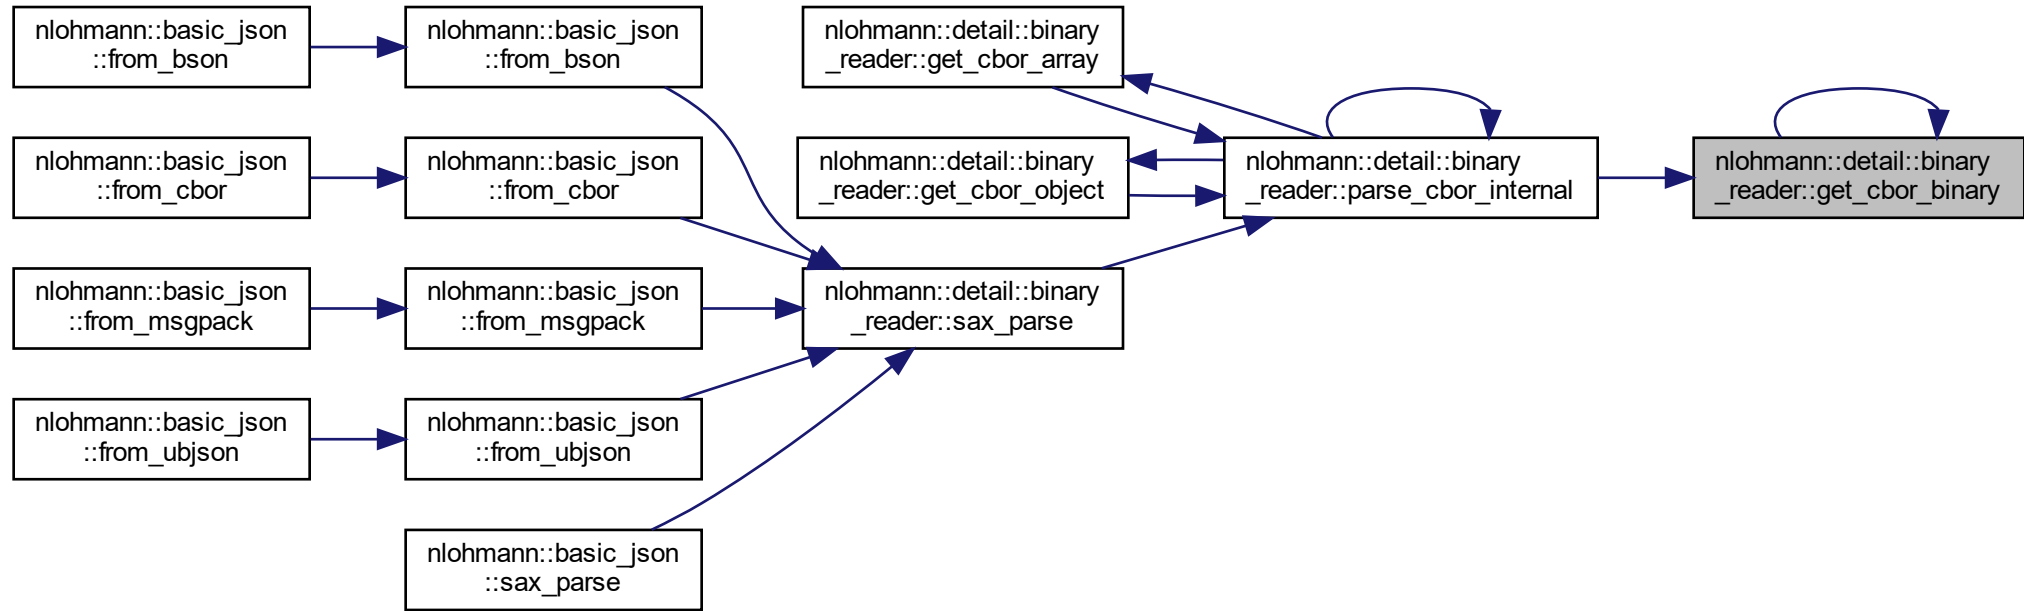 nlohmann::basic_json
::from_bson
nlohmann::basic_json
::from_bson
nlohmann::detail::binary
_reader::get_cbor_array
nlohmann::basic_json
::from_cbor
nlohmann::basic_json
::from_cbor
nlohmann::detail::binary
_reader::get_cbor_object
nlohmann::detail::binary
_reader::parse_cbor_internal
nlohmann::detail::binary
_reader::get_cbor_binary
nlohmann::basic_json
::from_msgpack
nlohmann::basic_json
::from_msgpack
nlohmann::detail::binary
_reader::sax_parse
nlohmann::basic_json
::from_ubjson
nlohmann::basic_json
::from_ubjson
nlohmann::basic_json
::sax_parse